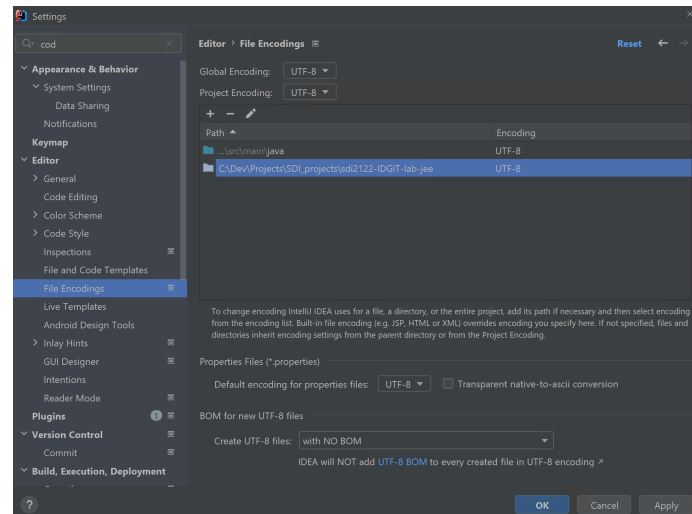 Settings
cod
Appearance & Behavior
System Settings
Data Sharing
Notifications
Keymap
Editor
General
Code Editing
Color Scheme
Code Style
Inspections
File and Code Templates
File Encodings
Live Templates
Android Design Tools
Inlay Hints
GUI Designer
Intentions
Reader Mode
Plugins 1
Version Control
Commit
Build, Execution, Deployment
Editor › File Encodings
Reset
Global Encoding: UTF-8
Project Encoding: UTF-8
Path Encoding
...\src\main\java UTF-8
C:\Dev\Projects\SDI_projects\sdi2122-IDGIT-lab-jee UTF-8
To change encoding IntelliJ IDEA uses for a file, a directory, or the entire project, add its path if necessary and then select encoding
from the encoding list. Built-in file encoding (e.g. JSP, HTML or XML) overrides encoding you specify here. If not specified, files and
directories inherit encoding settings from the parent directory or from the Project Encoding.
Properties Files (*.properties)
Default encoding for properties files: UTF-8 Transparent native-to-ascii conversion
BOM for new UTF-8 files
Create UTF-8 files: with NO BOM
IDEA will NOT add UTF-8 BOM to every created file in UTF-8 encoding
?
OK Cancel Apply